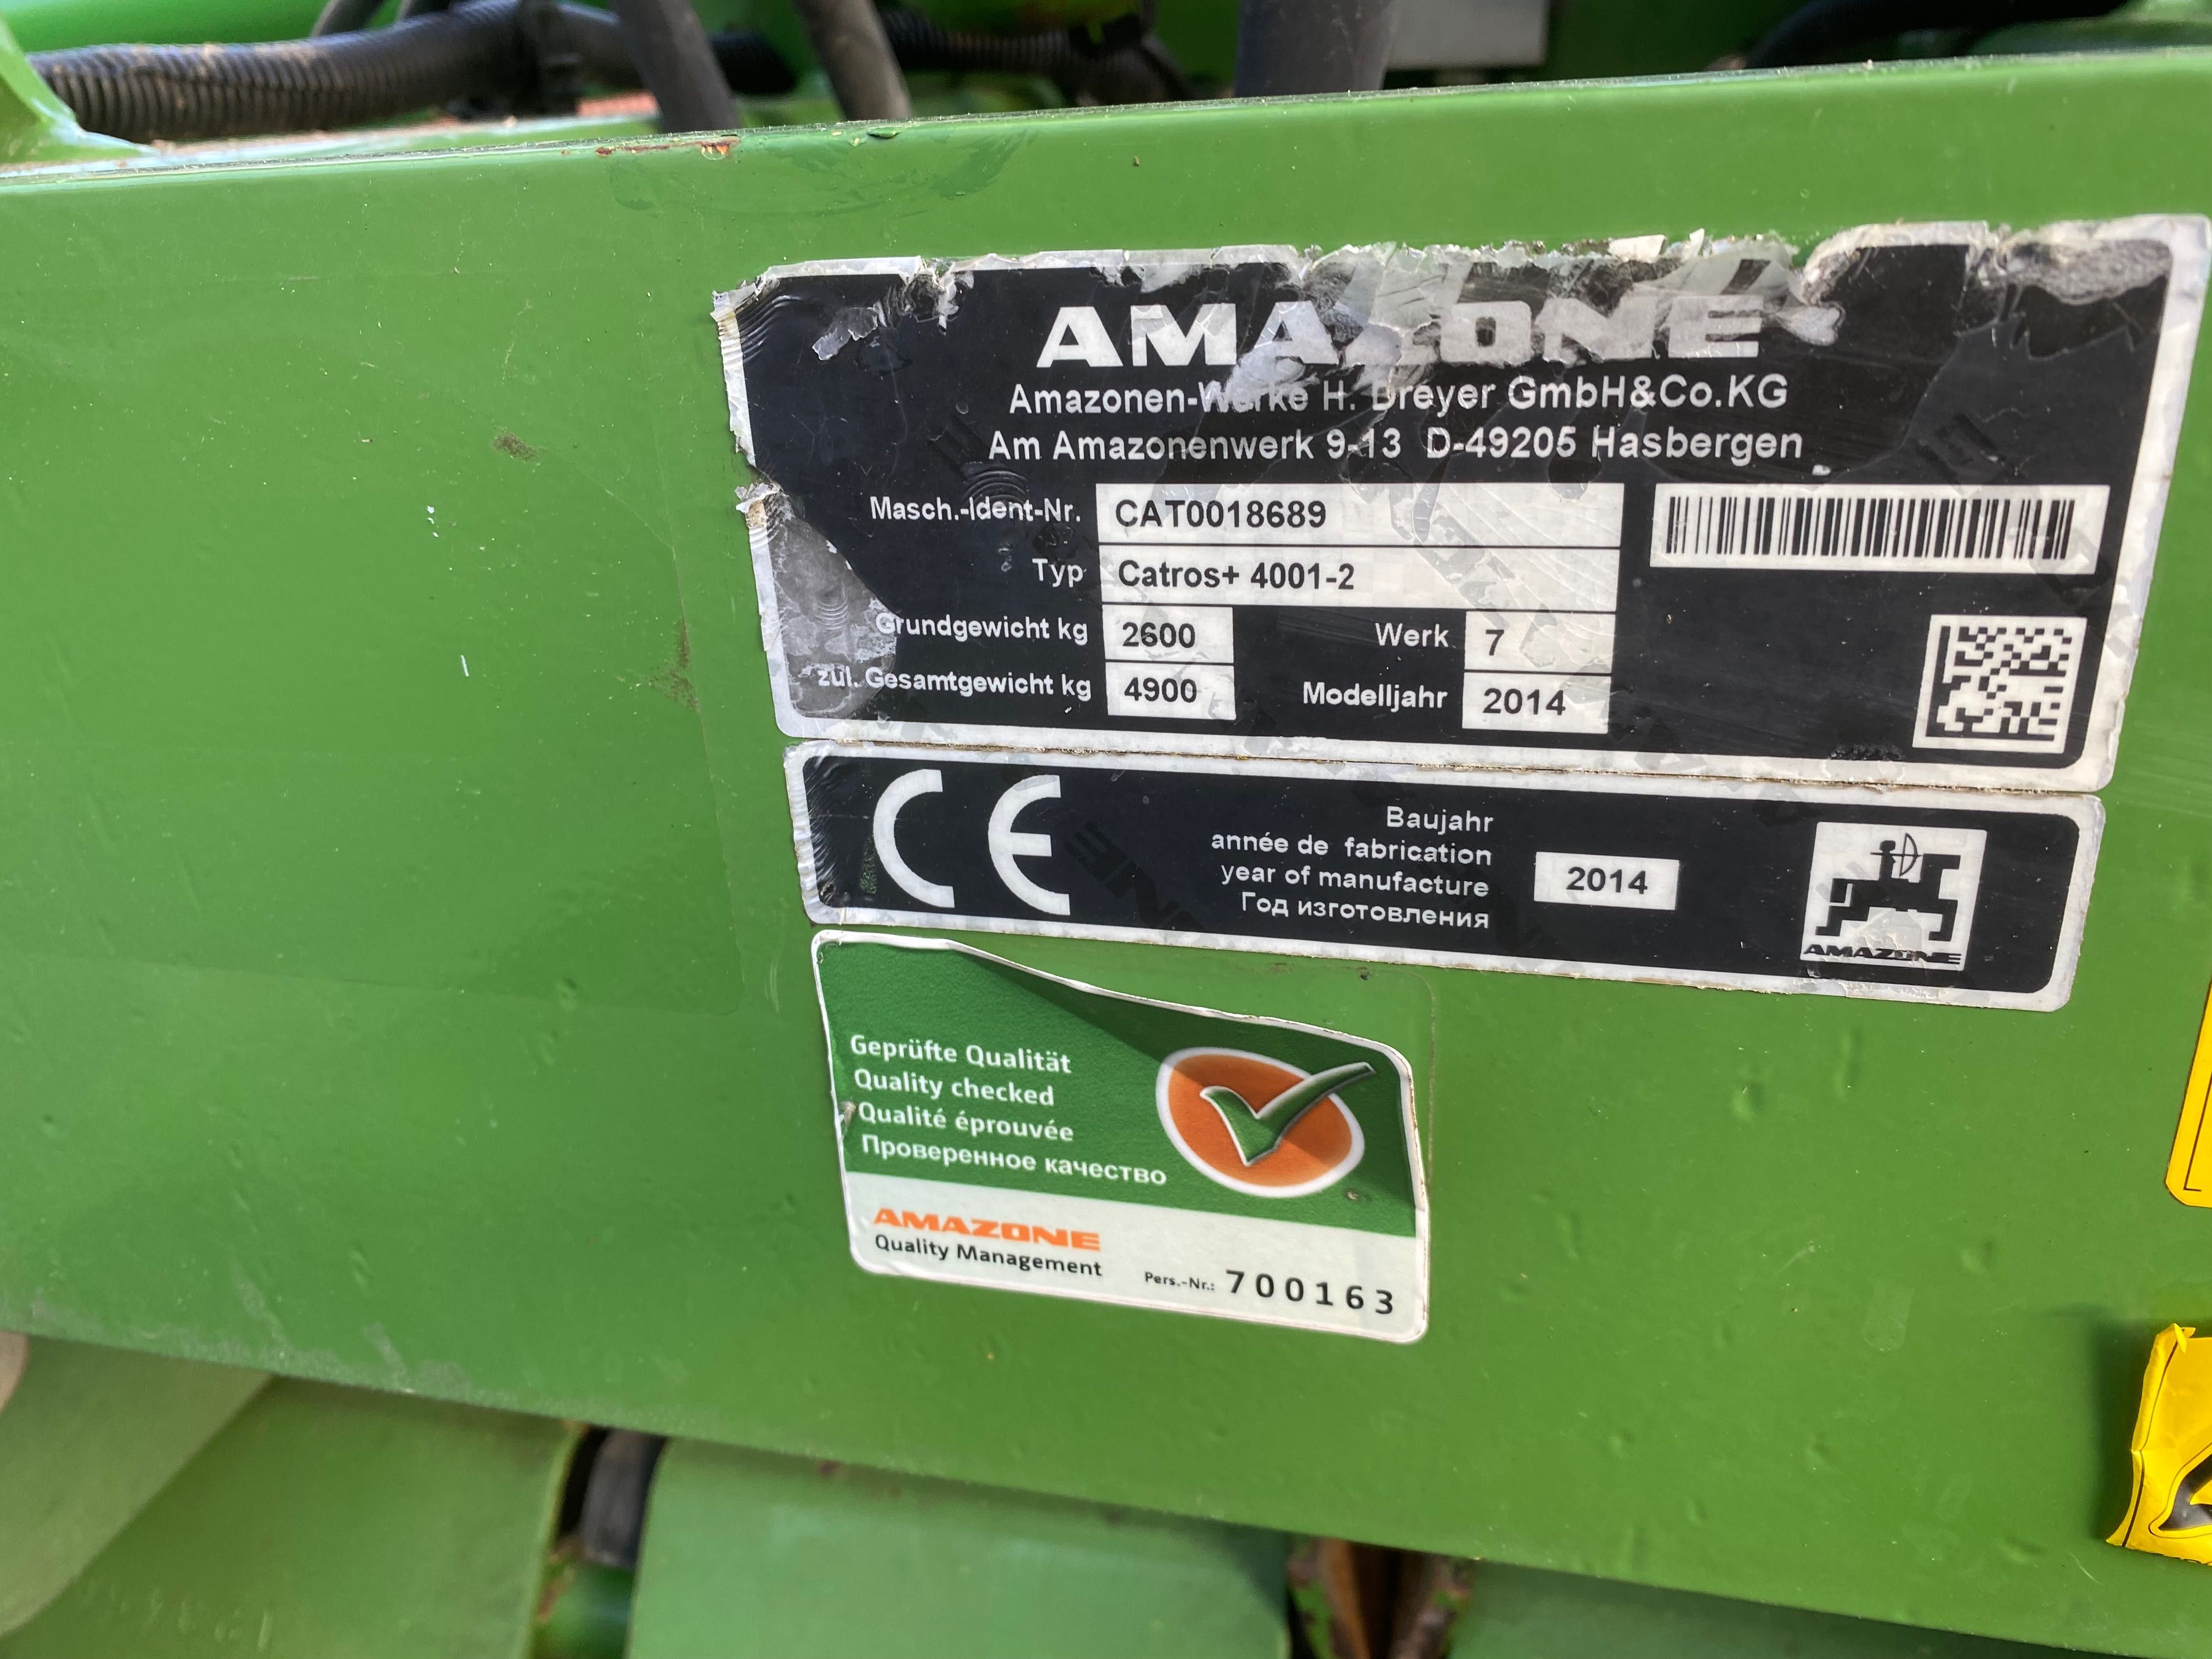 AMAZONE
Amazonen-Werke H. Dreyer GmbH&Co.KG
Am Amazonenwerk 9-13 D-49205 Hasbergen
Masch.-Ident-Nr. CAT0018689
Typ Catros+ 4001-2
Grundgewicht kg 2600 Werk 7
zul. Gesamtgewicht kg 4900 Modelljahr 2014
CE
Baujahr
année de fabrication
year of manufacture 2014
Год изготовления
AMAZONE
Geprüfte Qualität
Quality checked
Qualité éprouvée
Проверенное качество
AMAZONE
Quality Management
Pers.-Nr.: 700163